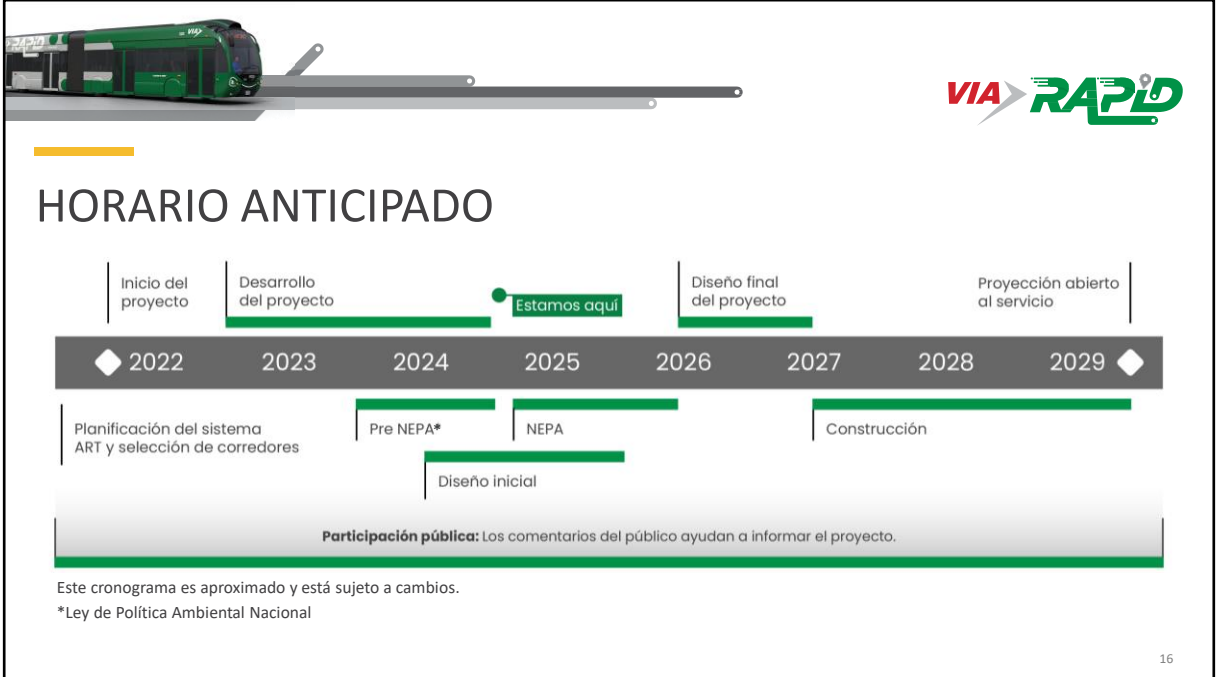 VIA RAPID
HORARIO ANTICIPADO
Inicio del
proyecto
Desarrollo
del proyecto
Estamos aquí
Diseño final
del proyecto
Proyección abierto
al servicio
2022 2023 2024 2025 2026 2027 2028 2029
Planificación del sistema
ART y selección de corredores
Pre NEPA*
NEPA
Construcción
Diseño inicial
Participación pública: Los comentarios del público ayudan a informar el proyecto.
Este cronograma es aproximado y está sujeto a cambios.
*Ley de Política Ambiental Nacional
16